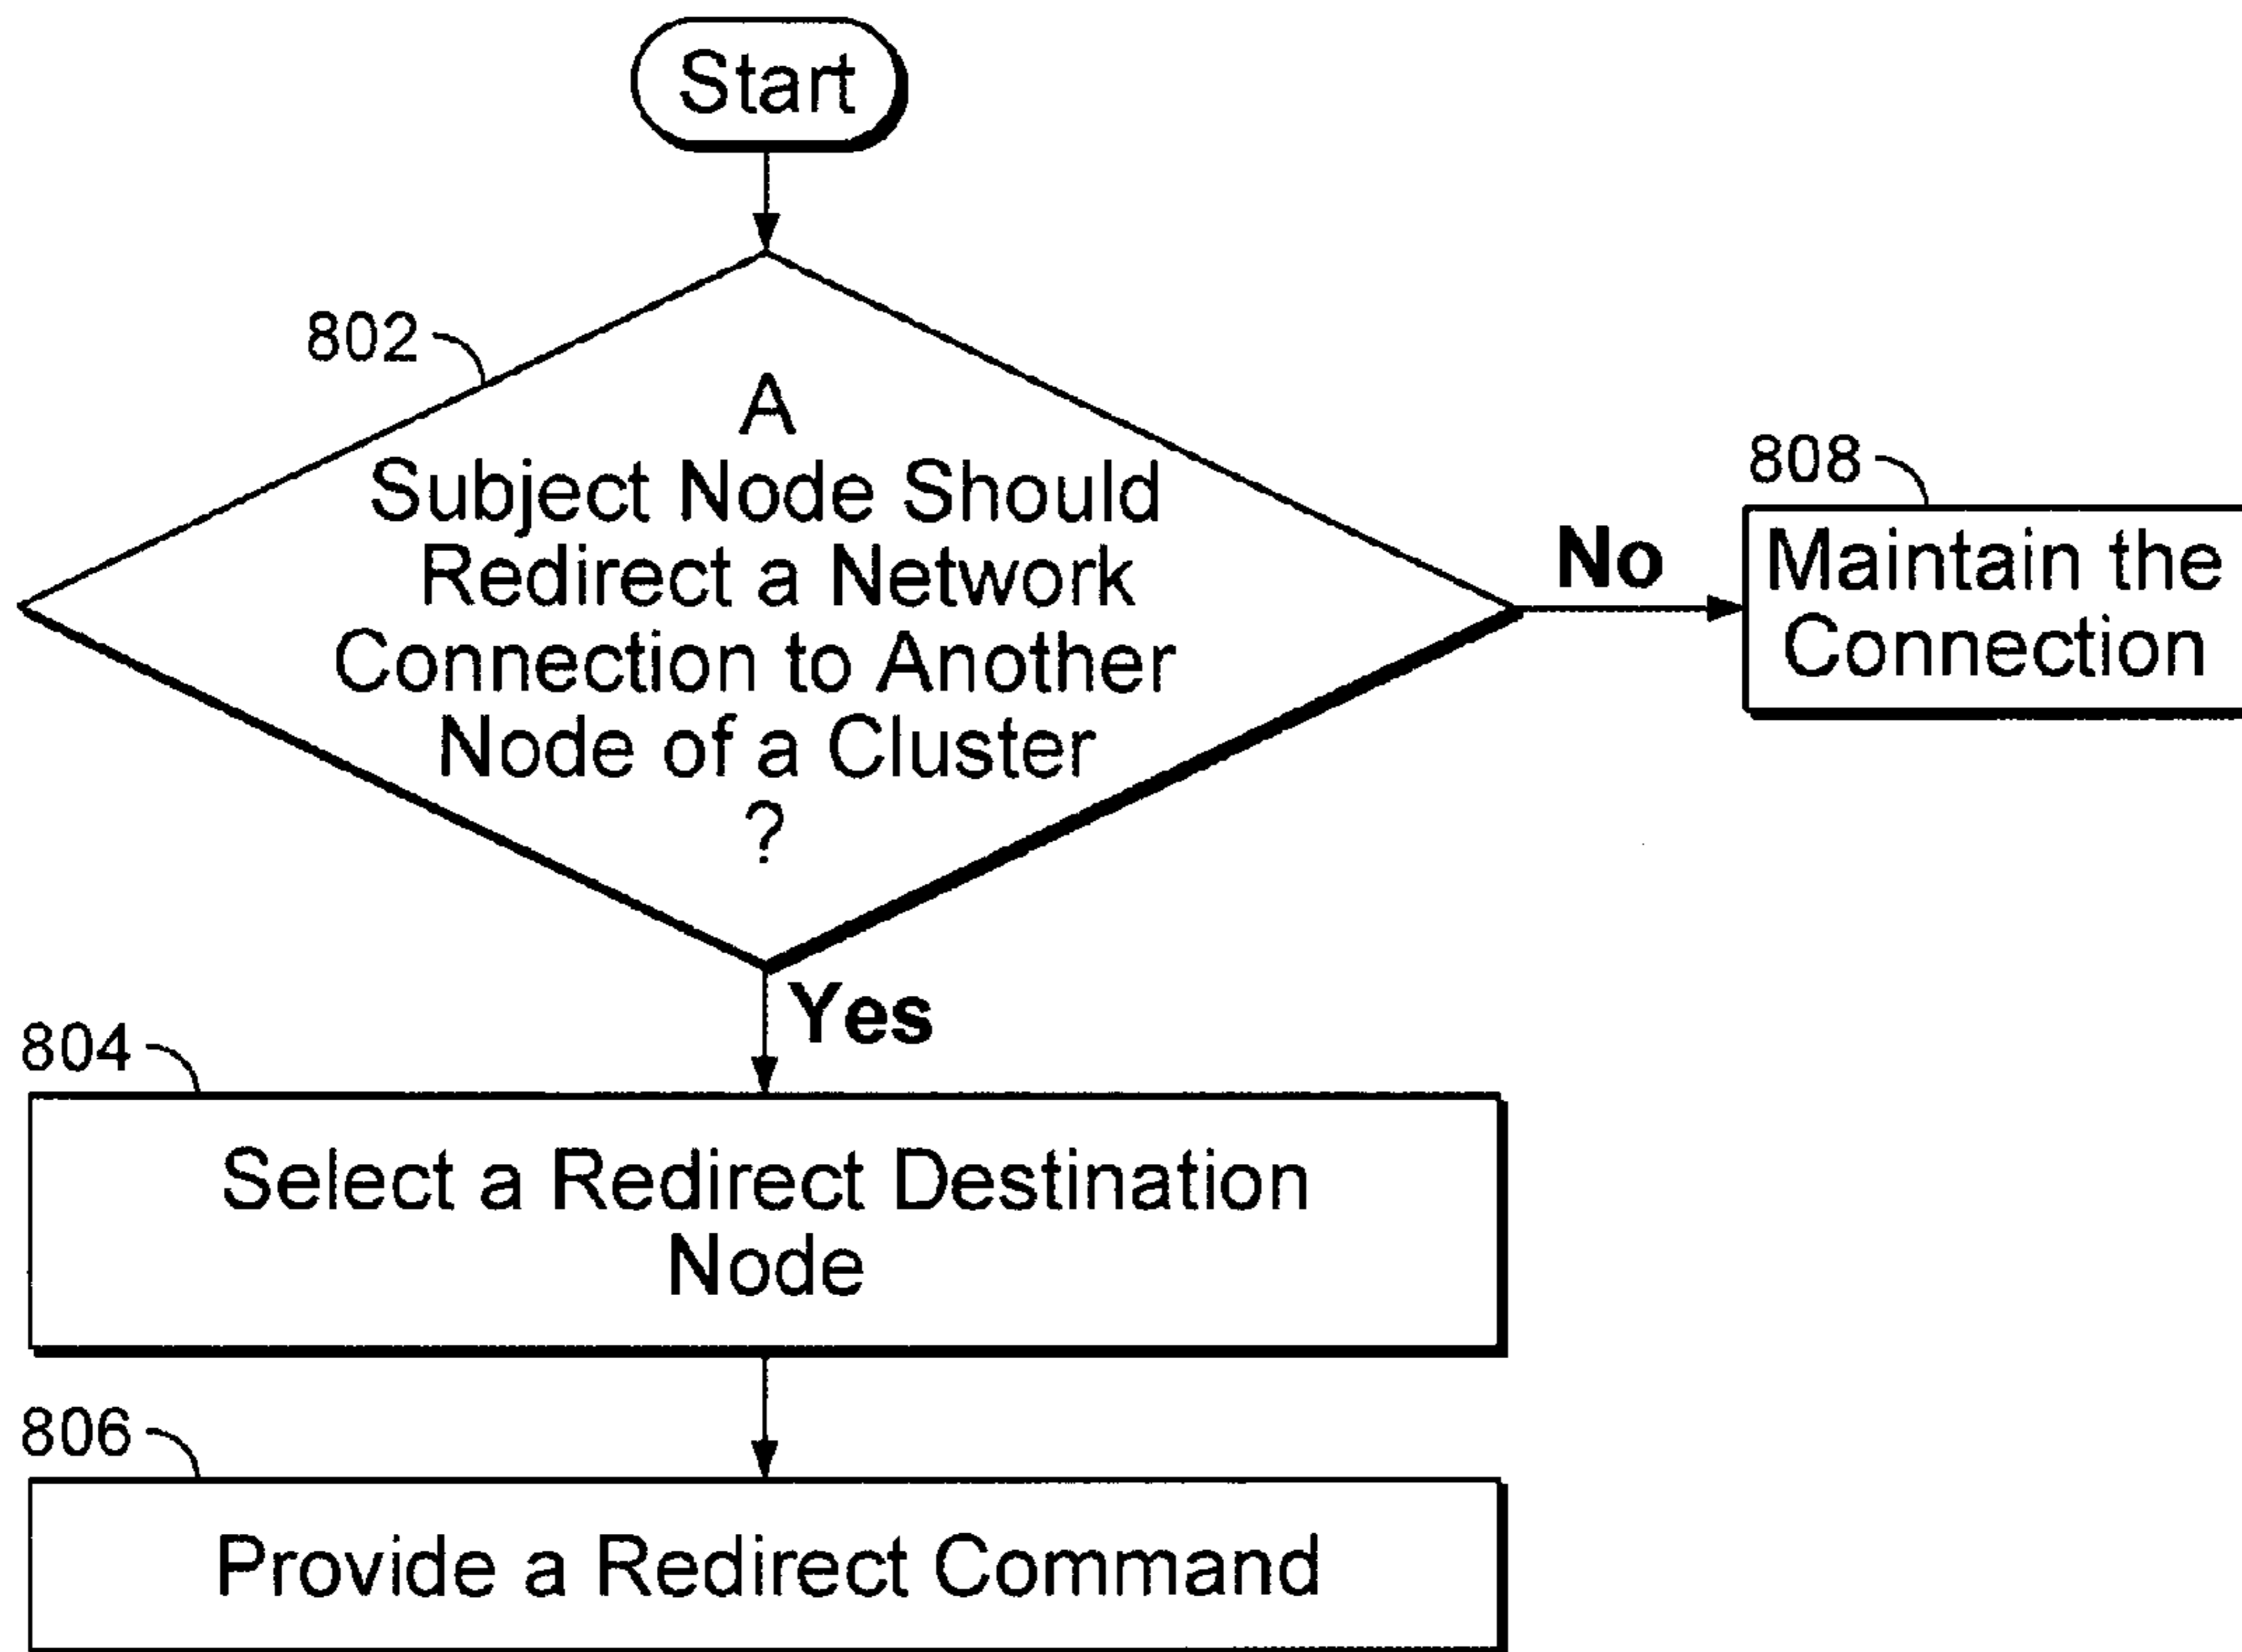 Start
802
A
Subject Node Should
Redirect a Network
Connection to Another
Node of a Cluster
?
No
808
Maintain the
Connection
Yes
804
Select a Redirect Destination
Node
806
Provide a Redirect Command